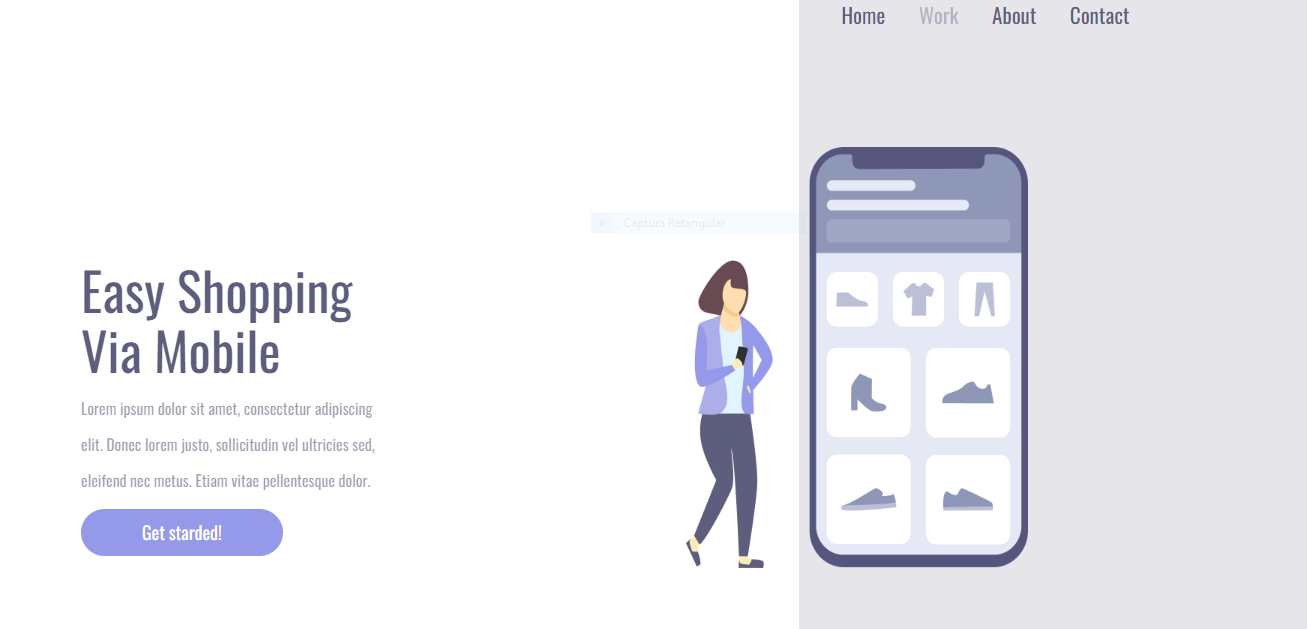 Home Work About Contact
Captura Retangular
Easy Shopping
Via Mobile
Lorem ipsum dolor sit amet, consectetur adipiscing
elit. Donec lorem justo, sollicitudin vel ultricies sed,
eleifend nec metus. Etiam vitae pellentesque dolor.
Get starded!